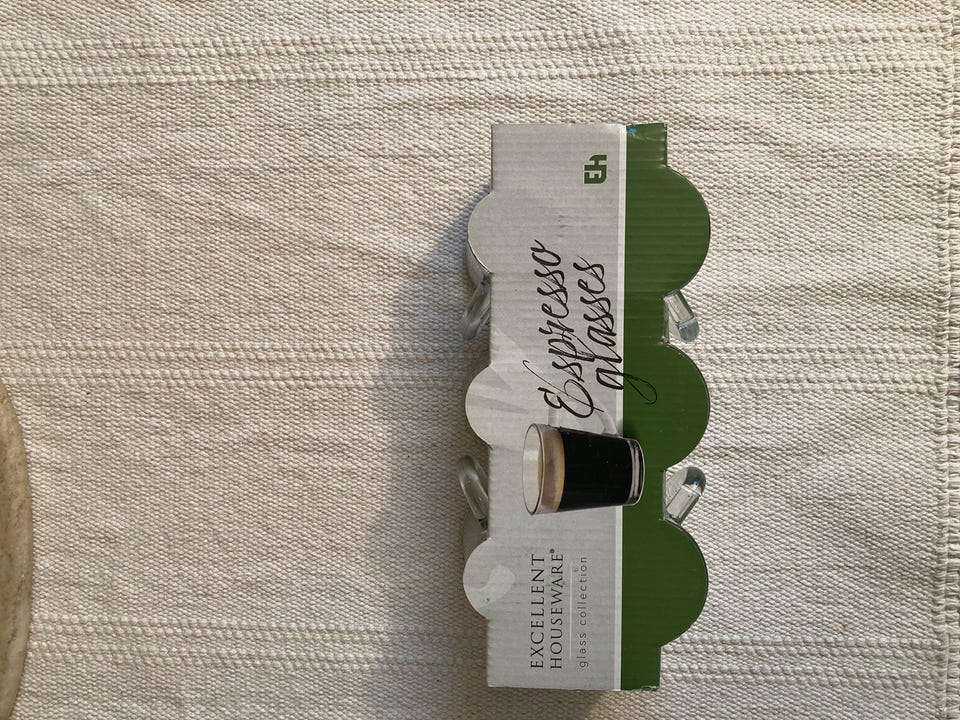 EXCELLENT
HOUSEWARE®
glass collection
Espresso
glasses
Eh